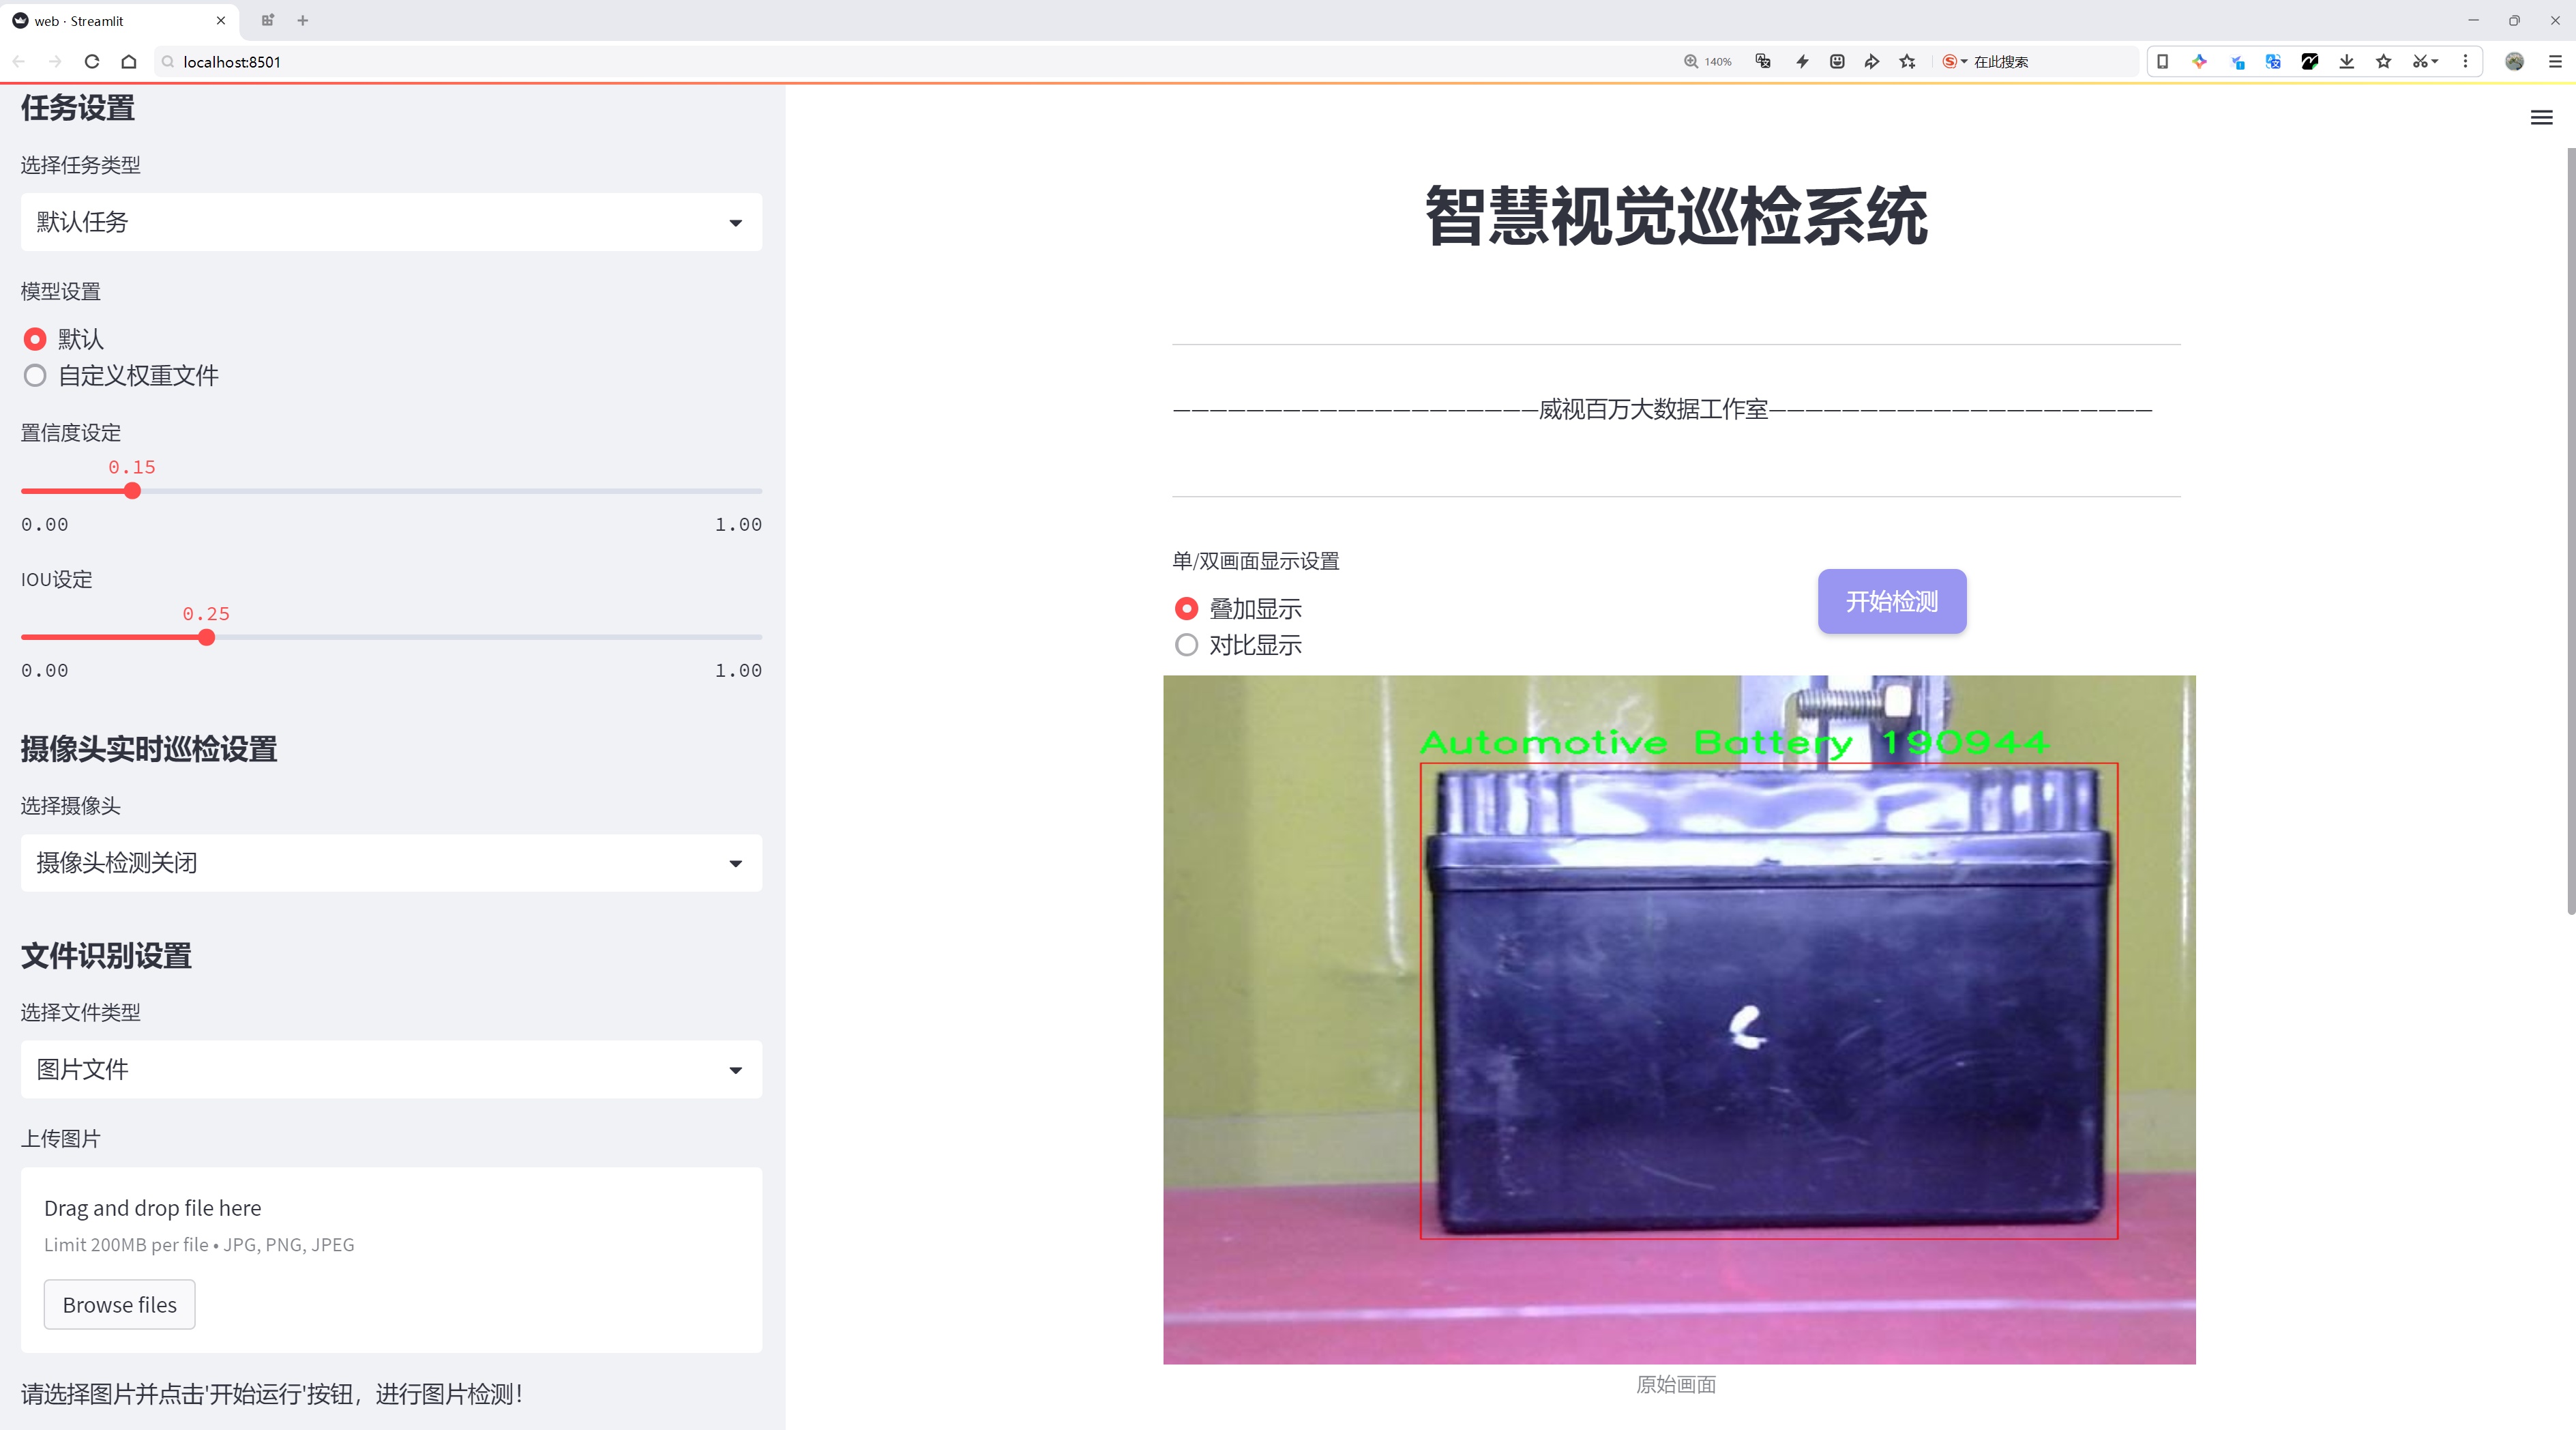 web · Streamlit
localhost:8501
140%
在此搜索
任务设置
选择任务类型
默认任务
模型设置
默认
自定义权重文件
置信度设定
0.15
0.00
1.00
IOU设定
0.25
0.00
1.00
摄像头实时巡检设置
选择摄像头
摄像头检测关闭
文件识别设置
选择文件类型
图片文件
上传图片
Drag and drop file here
Limit 200MB per file • JPG, PNG, JPEG
Browse files
请选择图片并点击'开始运行'按钮，进行图片检测！
智慧视觉巡检系统
————————————————————威视百万大数据工作室—————————————————————
单/双画面显示设置
叠加显示
对比显示
开始检测
Automotive Battery 190944
原始画面